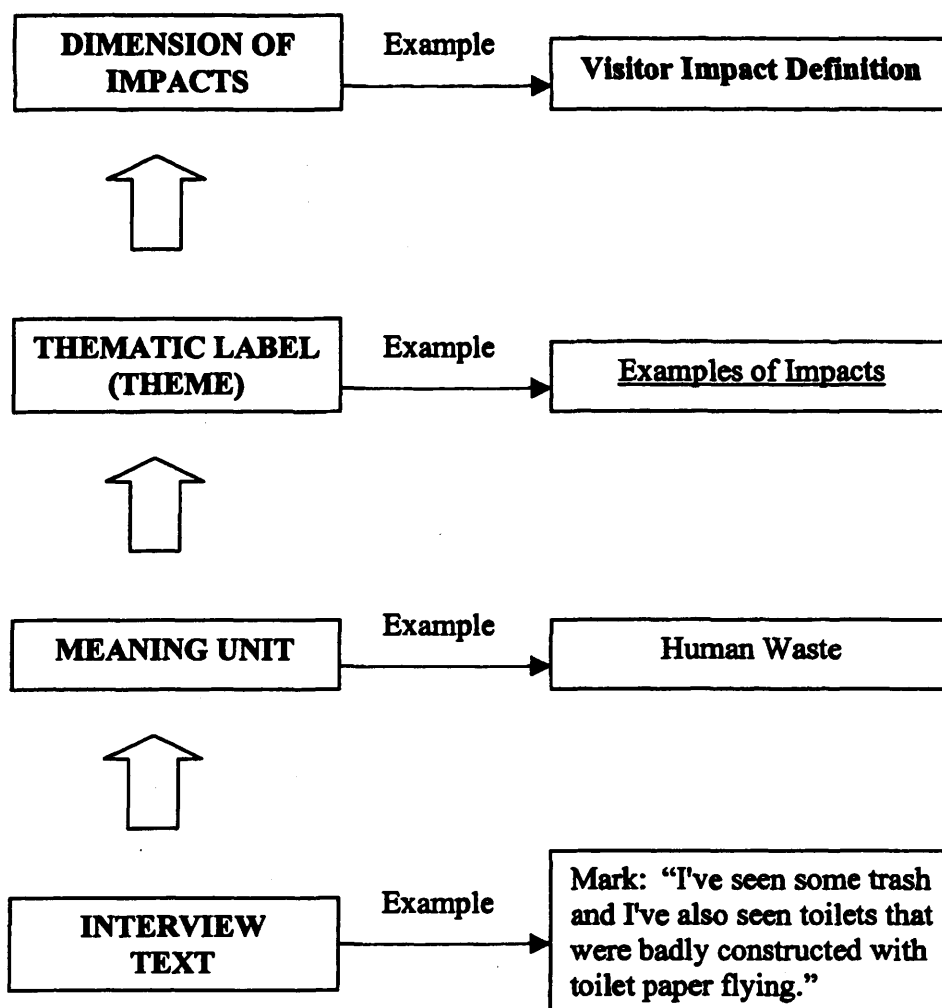 DIMENSION OF
IMPACTS
Example
Visitor Impact Definition
THEMATIC LABEL
(THEME)
Example
Examples of Impacts
MEANING UNIT
Example
Human Waste
INTERVIEW
TEXT
Example
Mark: “I've seen some trash
and I've also seen toilets that
were badly constructed with
toilet paper flying.”